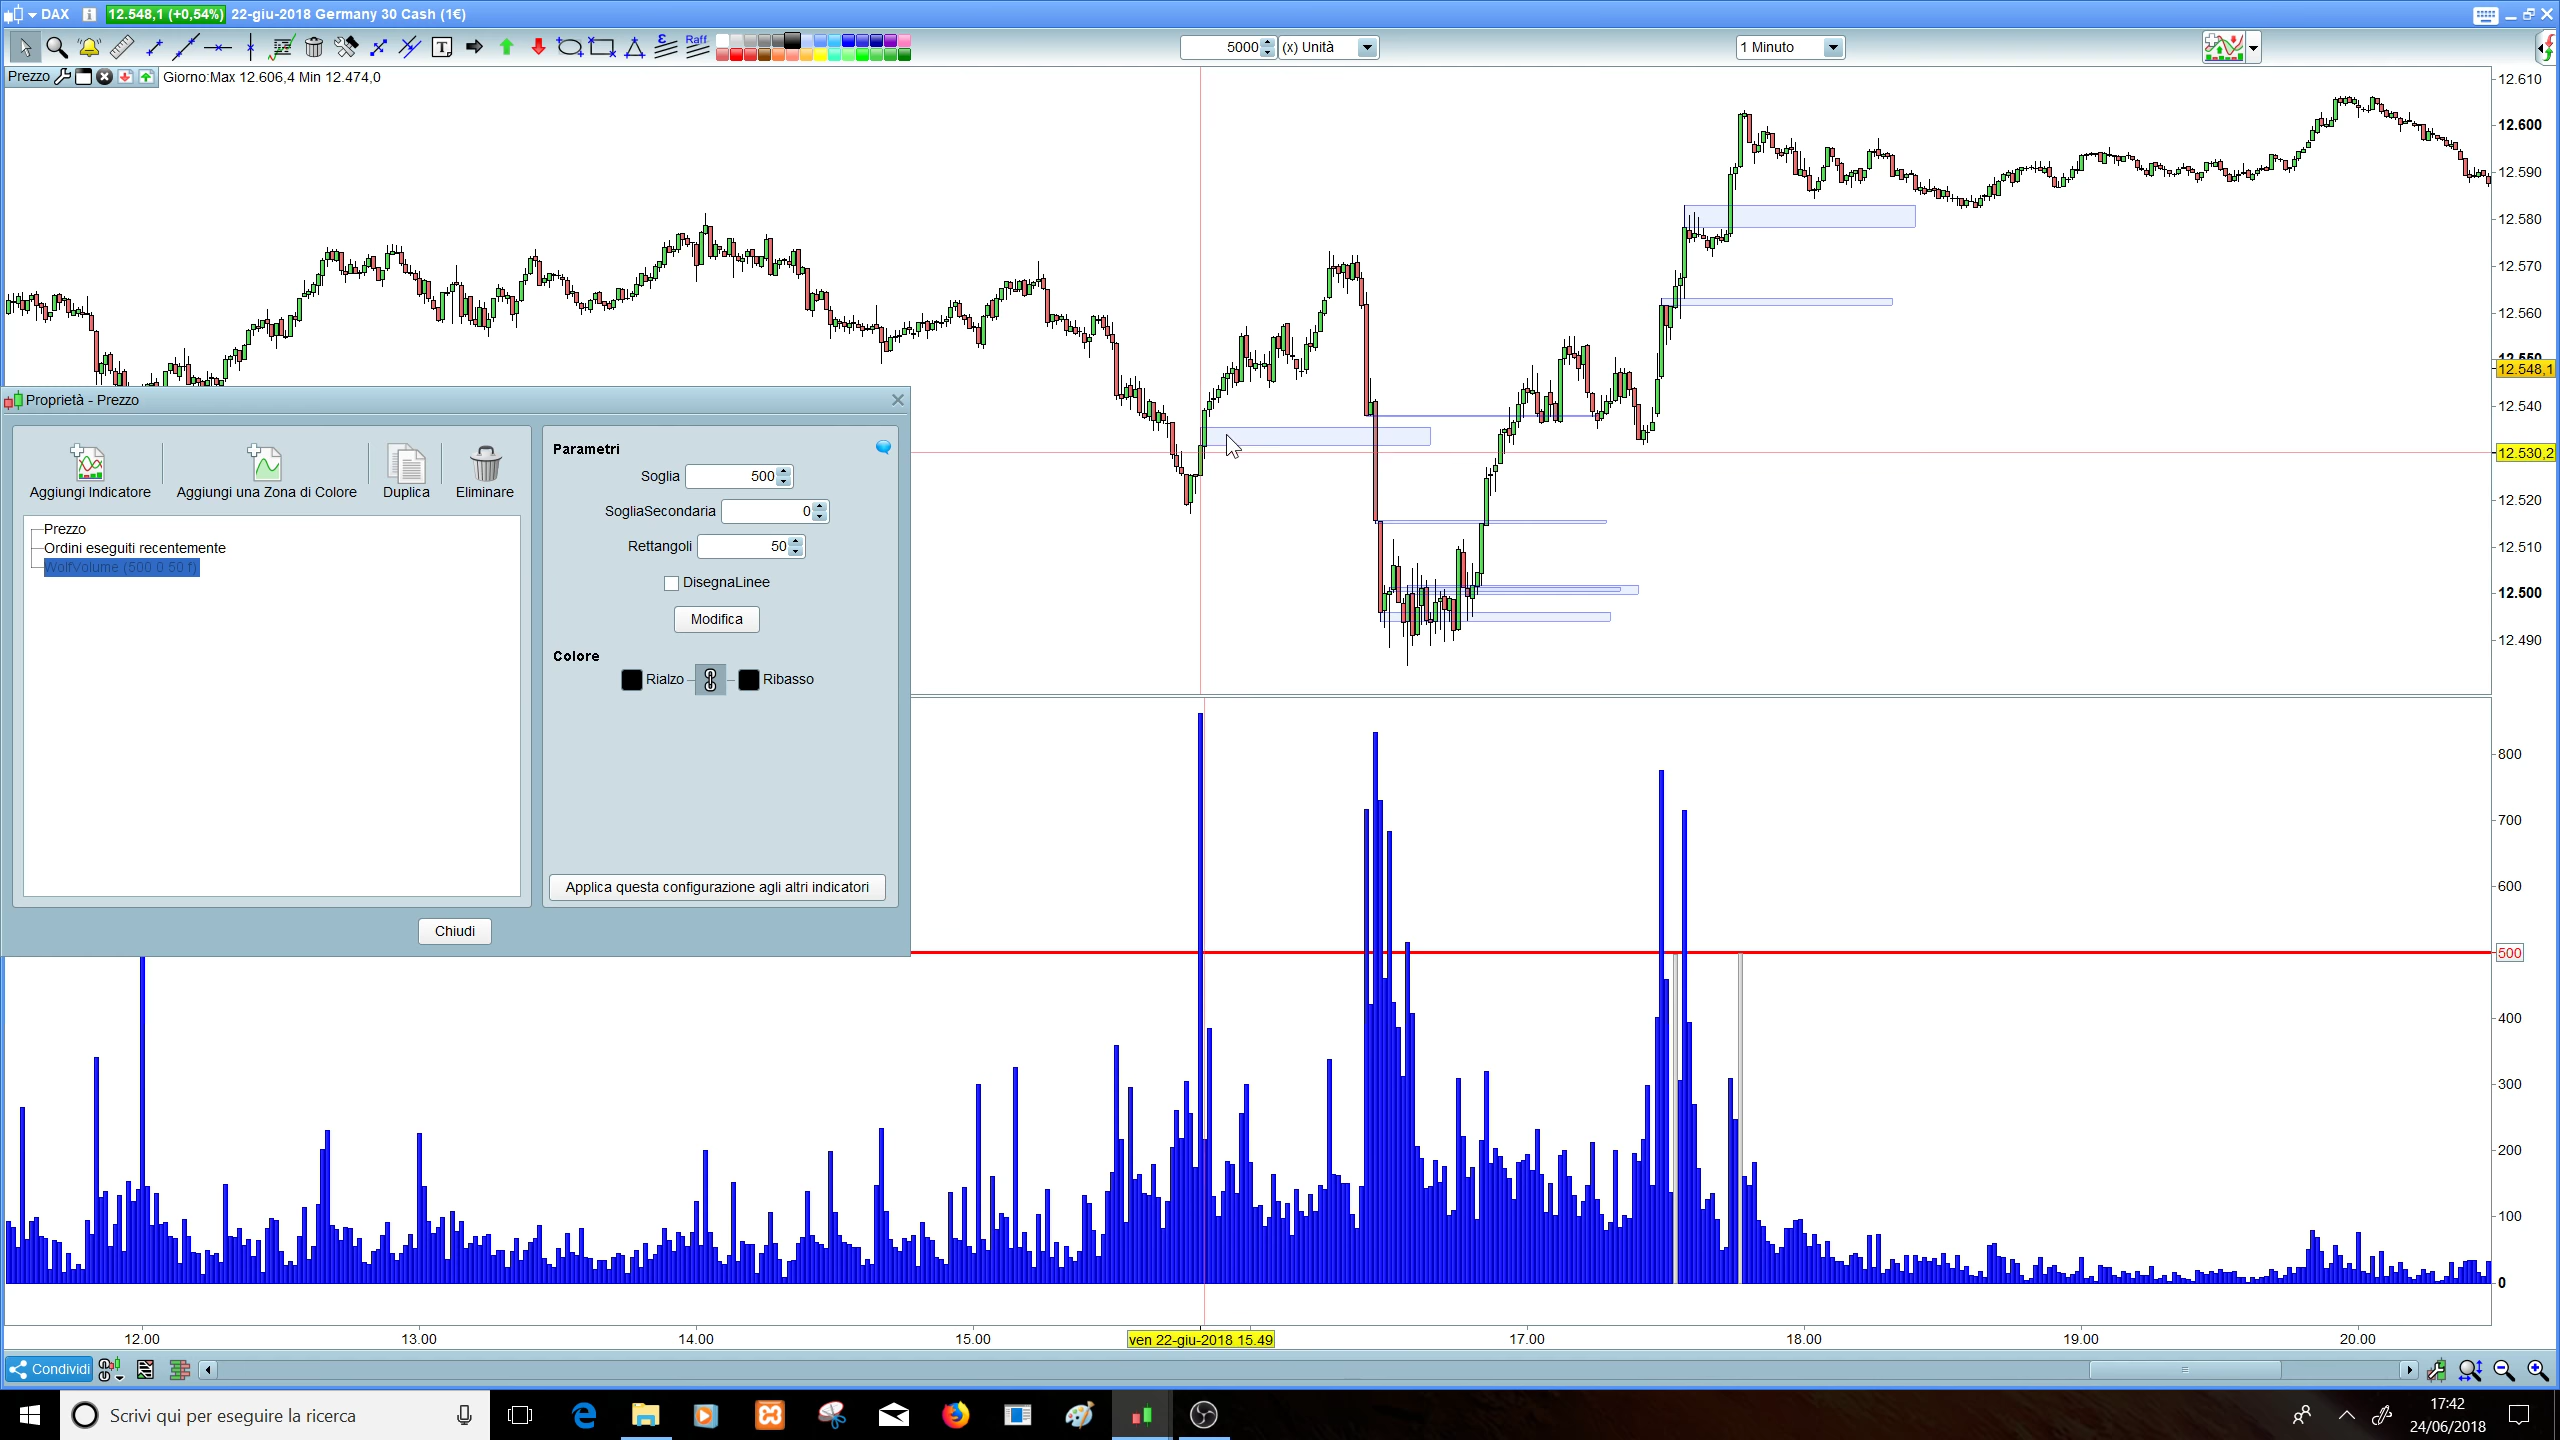 DAX 12.548,1 (+0,54%) 22-giu-2018 Germany 30 Cash (1€)
Raff 5000 (x) Unità 1 Minuto
Prezzo Giorno:Max 12.606,4 Min 12.474,0
12.610
12.600
12.590
12.580
12.570
12.560
12.550
12.548,1
12.540
12.530,2
12.520
12.510
12.500
12.490
Proprietà - Prezzo
Aggiungi Indicatore Aggiungi una Zona di Colore Duplica Eliminare
Prezzo
Ordini eseguiti recentemente
WolfVolume (500 0 50 f)
Parametri
Soglia 500
SogliaSecondaria 0
Rettangoli 50
DisegnaLinee
Modifica
Colore
Rialzo Ribasso
Applica questa configurazione agli altri indicatori
Chiudi
800
700
600
500
400
300
200
100
0
12.00 13.00 14.00 15.00 ven 22-giu-2018 15.49 17.00 18.00 19.00 20.00
Condividi
Scrivi qui per eseguire la ricerca
17:42
24/06/2018